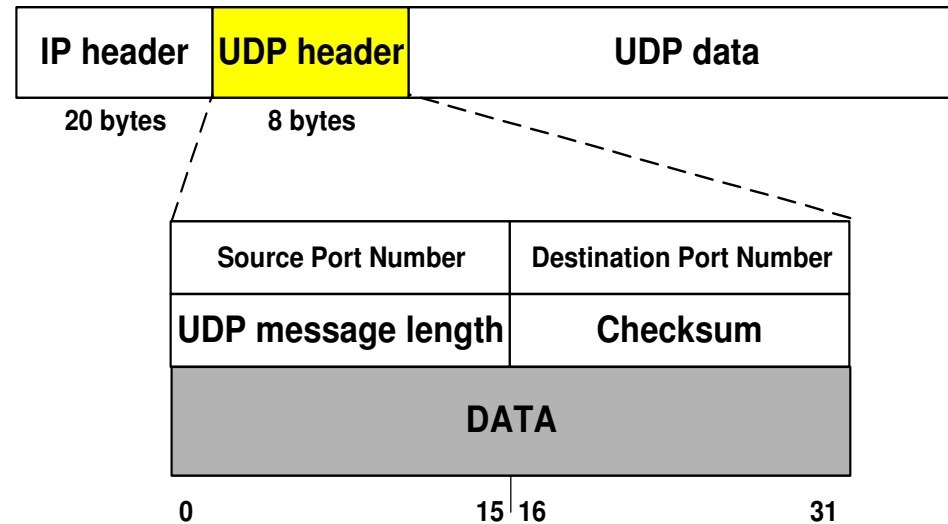 IP header UDP header UDP data
20 bytes 8 bytes
Source Port Number Destination Port Number
UDP message length Checksum
DATA
0 15 16 31